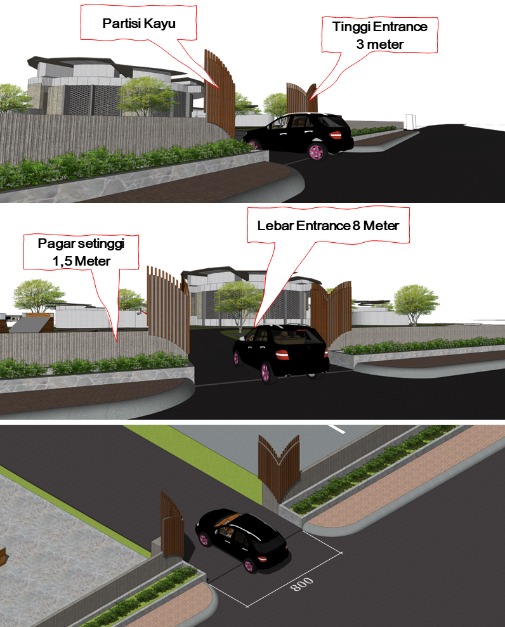 Partisi Kayu
Tinggi Entrance
3 meter
Lebar Entrance 8 Meter
Pagar setinggi
1,5 Meter
800